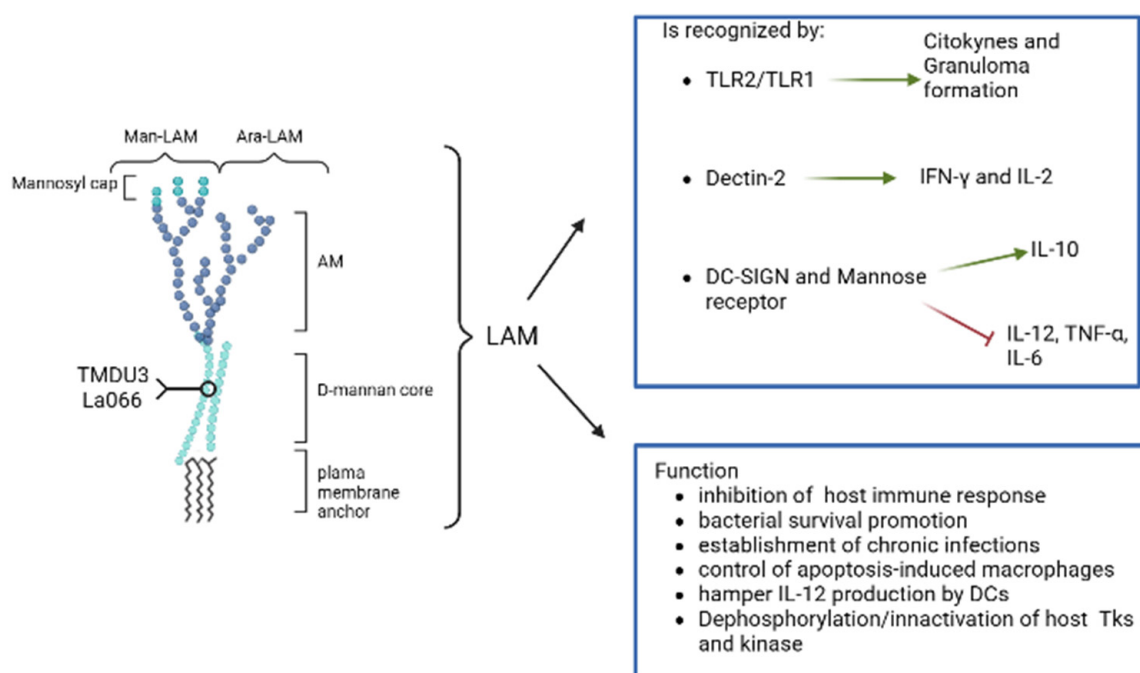 Man-LAM
Ara-LAM
Mannosyl cap
AM
TMDU3
La066
D-mannan core
plama
membrane
anchor
LAM
Is recognized by:
• TLR2/TLR1
Citokynes and
Granuloma
formation
• Dectin-2
IFN-γ and IL-2
• DC-SIGN and Mannose
receptor
IL-10
IL-12, TNF-α,
IL-6
Function
• inhibition of host immune response
• bacterial survival promotion
• establishment of chronic infections
• control of apoptosis-induced macrophages
• hamper IL-12 production by DCs
• Dephosphorylation/innactivation of host Tks
and kinase